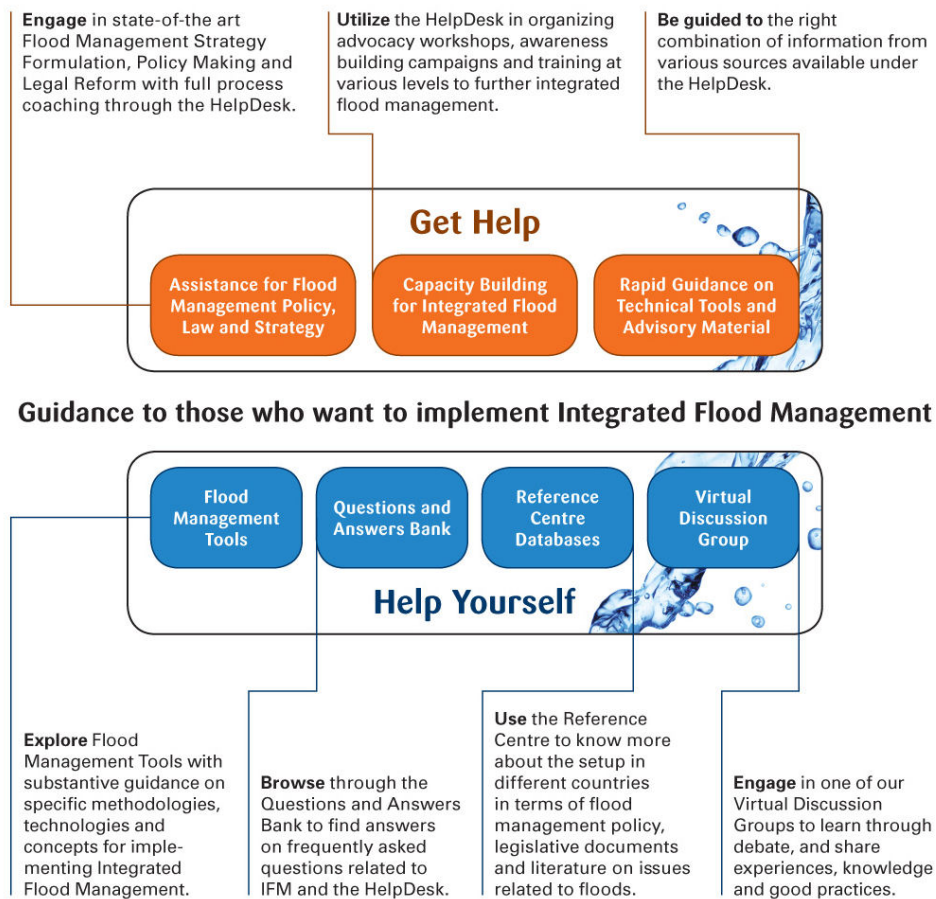 Engage in state-of-the art
Flood Management Strategy
Formulation, Policy Making and
Legal Reform with full process
coaching through the HelpDesk.
Utilize the HelpDesk in organizing
advocacy workshops, awareness
building campaigns and training at
various levels to further integrated
flood management.
Be guided to the right
combination of information from
various sources available under
the HelpDesk.
Get Help
Assistance for Flood
Management Policy,
Law and Strategy
Capacity Building
for Integrated Flood
Management
Rapid Guidance on
Technical Tools and
Advisory Material
Guidance to those who want to implement Integrated Flood Management
Flood
Management
Tools
Questions and
Answers Bank
Reference
Centre
Databases
Virtual
Discussion
Group
Help Yourself
Explore Flood
Management Tools with
substantive guidance on
specific methodologies,
technologies and
concepts for imple-
menting Integrated
Flood Management.
Browse through the
Questions and Answers
Bank to find answers
on frequently asked
questions related to
IFM and the HelpDesk.
Use the Reference
Centre to know more
about the setup in
different countries
in terms of flood
management policy,
legislative documents
and literature on issues
related to floods.
Engage in one of our
Virtual Discussion
Groups to learn through
debate, and share
experiences, knowledge
and good practices.